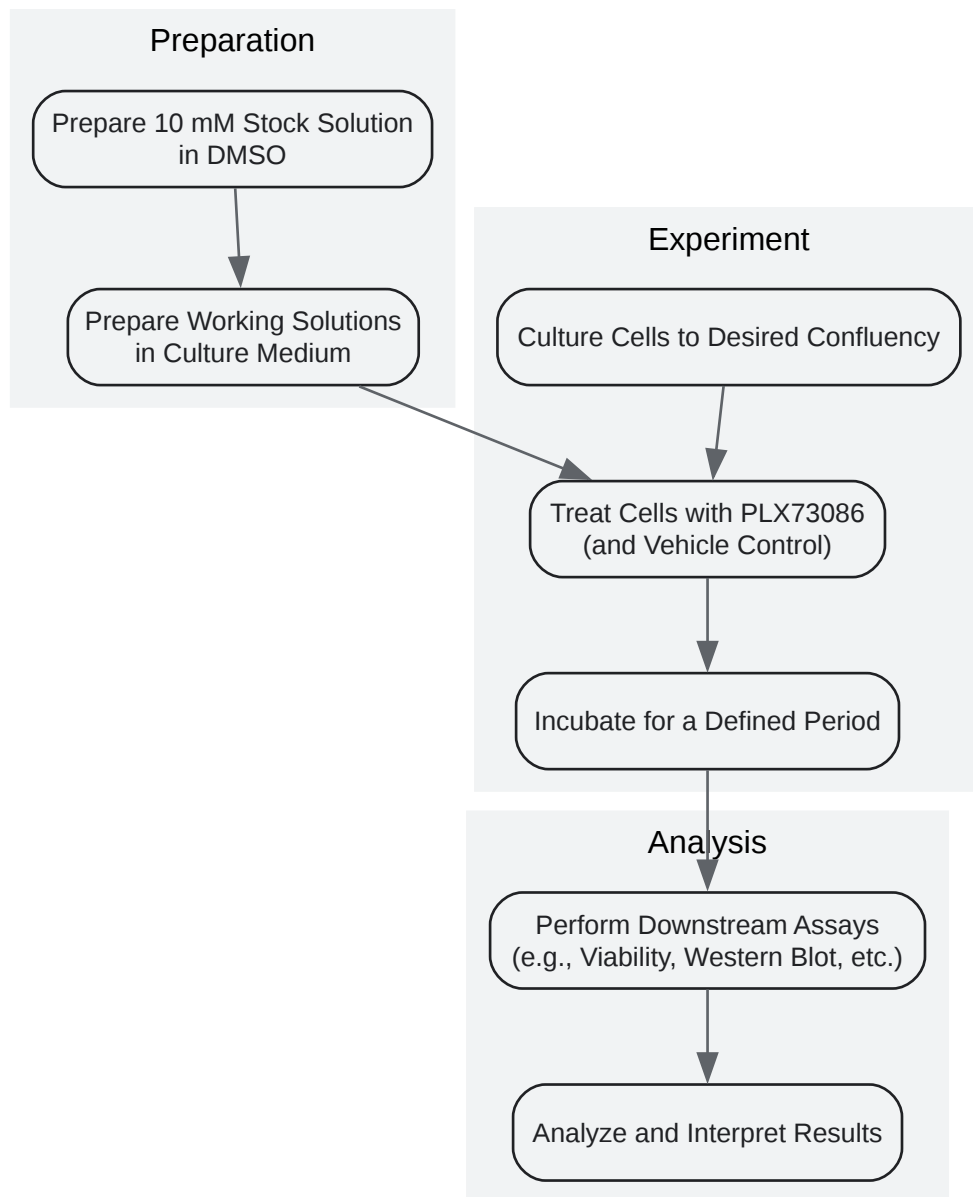 Preparation
Prepare 10 mM Stock Solution
in DMSO
Prepare Working Solutions
in Culture Medium
Experiment
Culture Cells to Desired Confluency
Treat Cells with PLX73086
(and Vehicle Control)
Incubate for a Defined Period
Analysis
Perform Downstream Assays
(e.g., Viability, Western Blot, etc.)
Analyze and Interpret Results